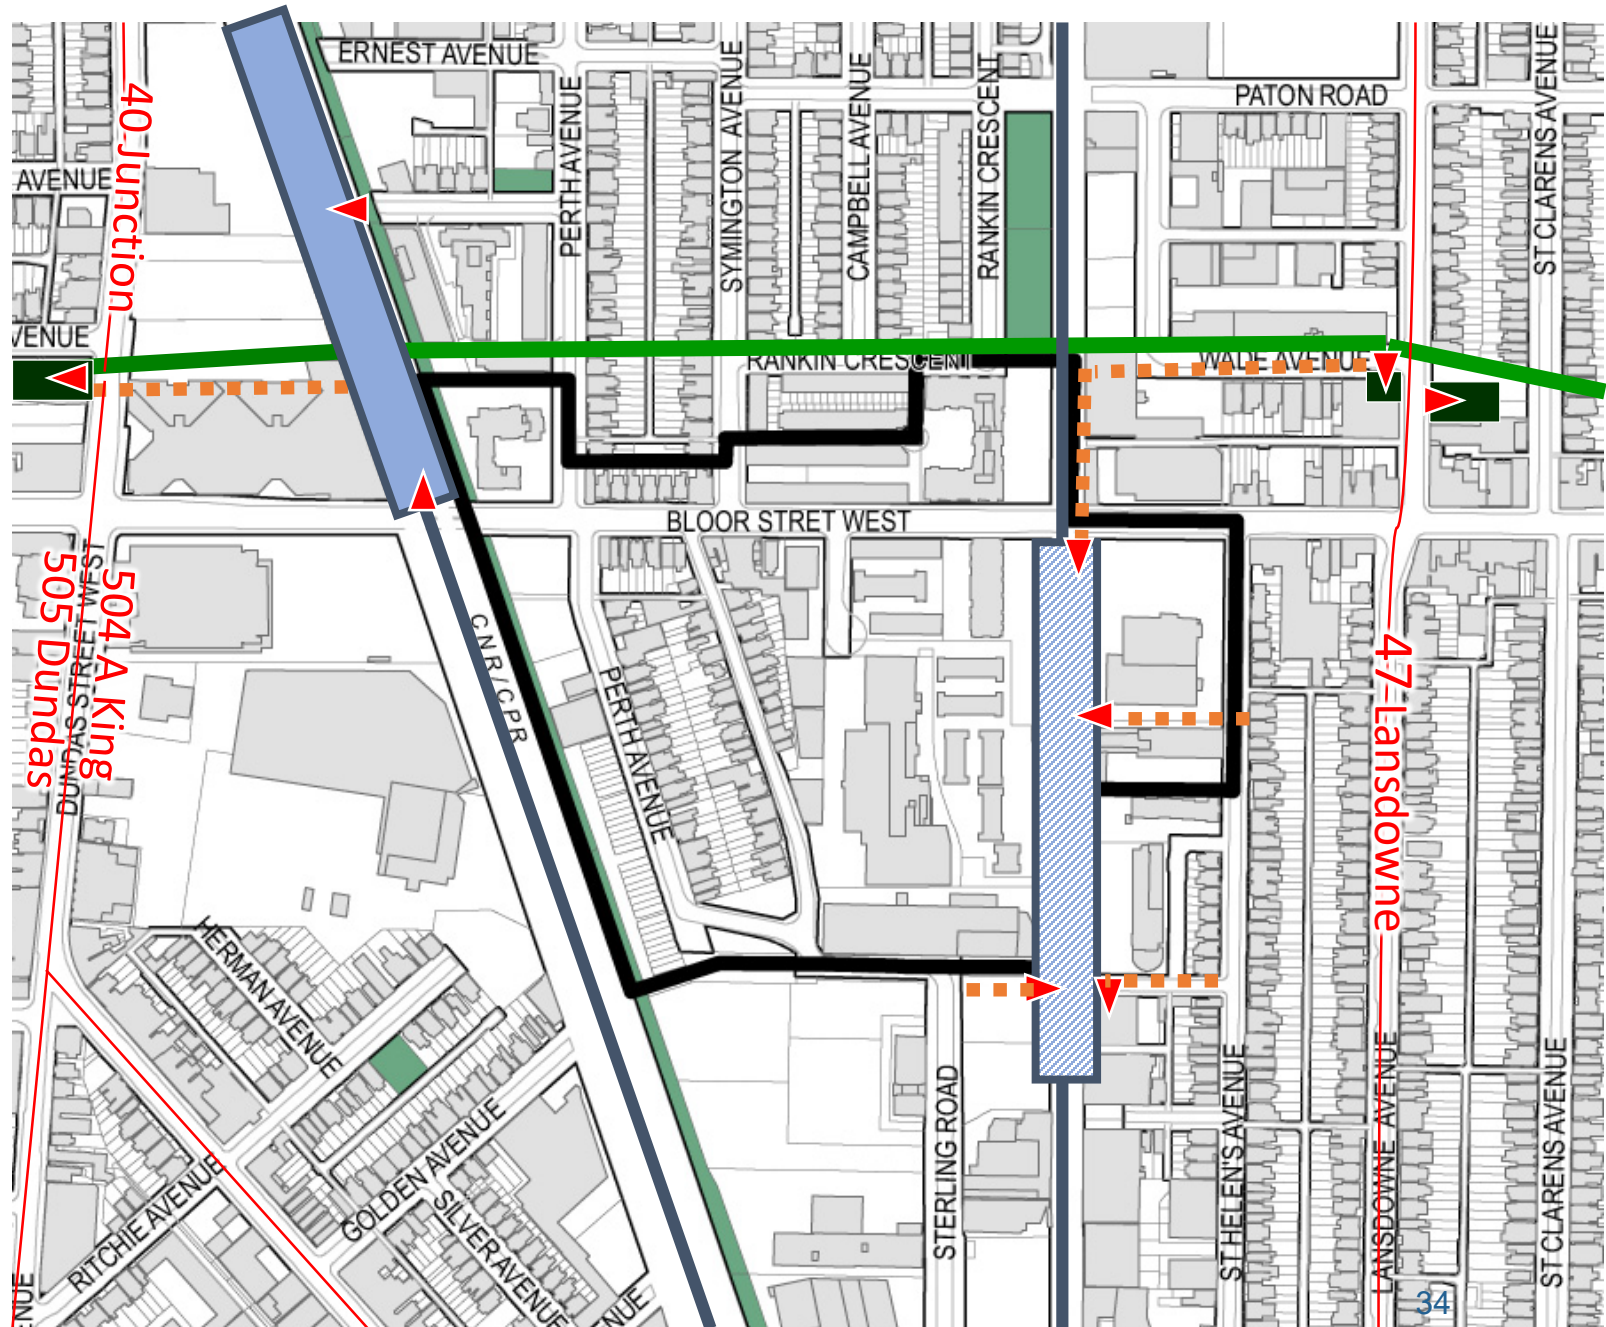 ERNEST AVENUE
PATON ROAD
40 Junction
AVENUE
PERTH AVENUE
SYMINGTON AVENUE
CAMPBELL AVENUE
RANKIN CRESCENT
ST CLARENS AVENUE
VENUE
RANKIN CRESCENT
WADE AVENUE
BLOOR STRET WEST
DUNDAS STREET WEST
504 A King
505 Dundas
CNR/CPR
PERTH AVENUE
47 Lansdowne
HERMAN AVENUE
GOLDEN AVENUE
SILVER AVENUE
RITCHIE AVENUE
STERLING ROAD
ST HELEN'S AVENUE
LANSDOWNE AVENUE
ST CLARENS AVENUE
NUE
NUE
34